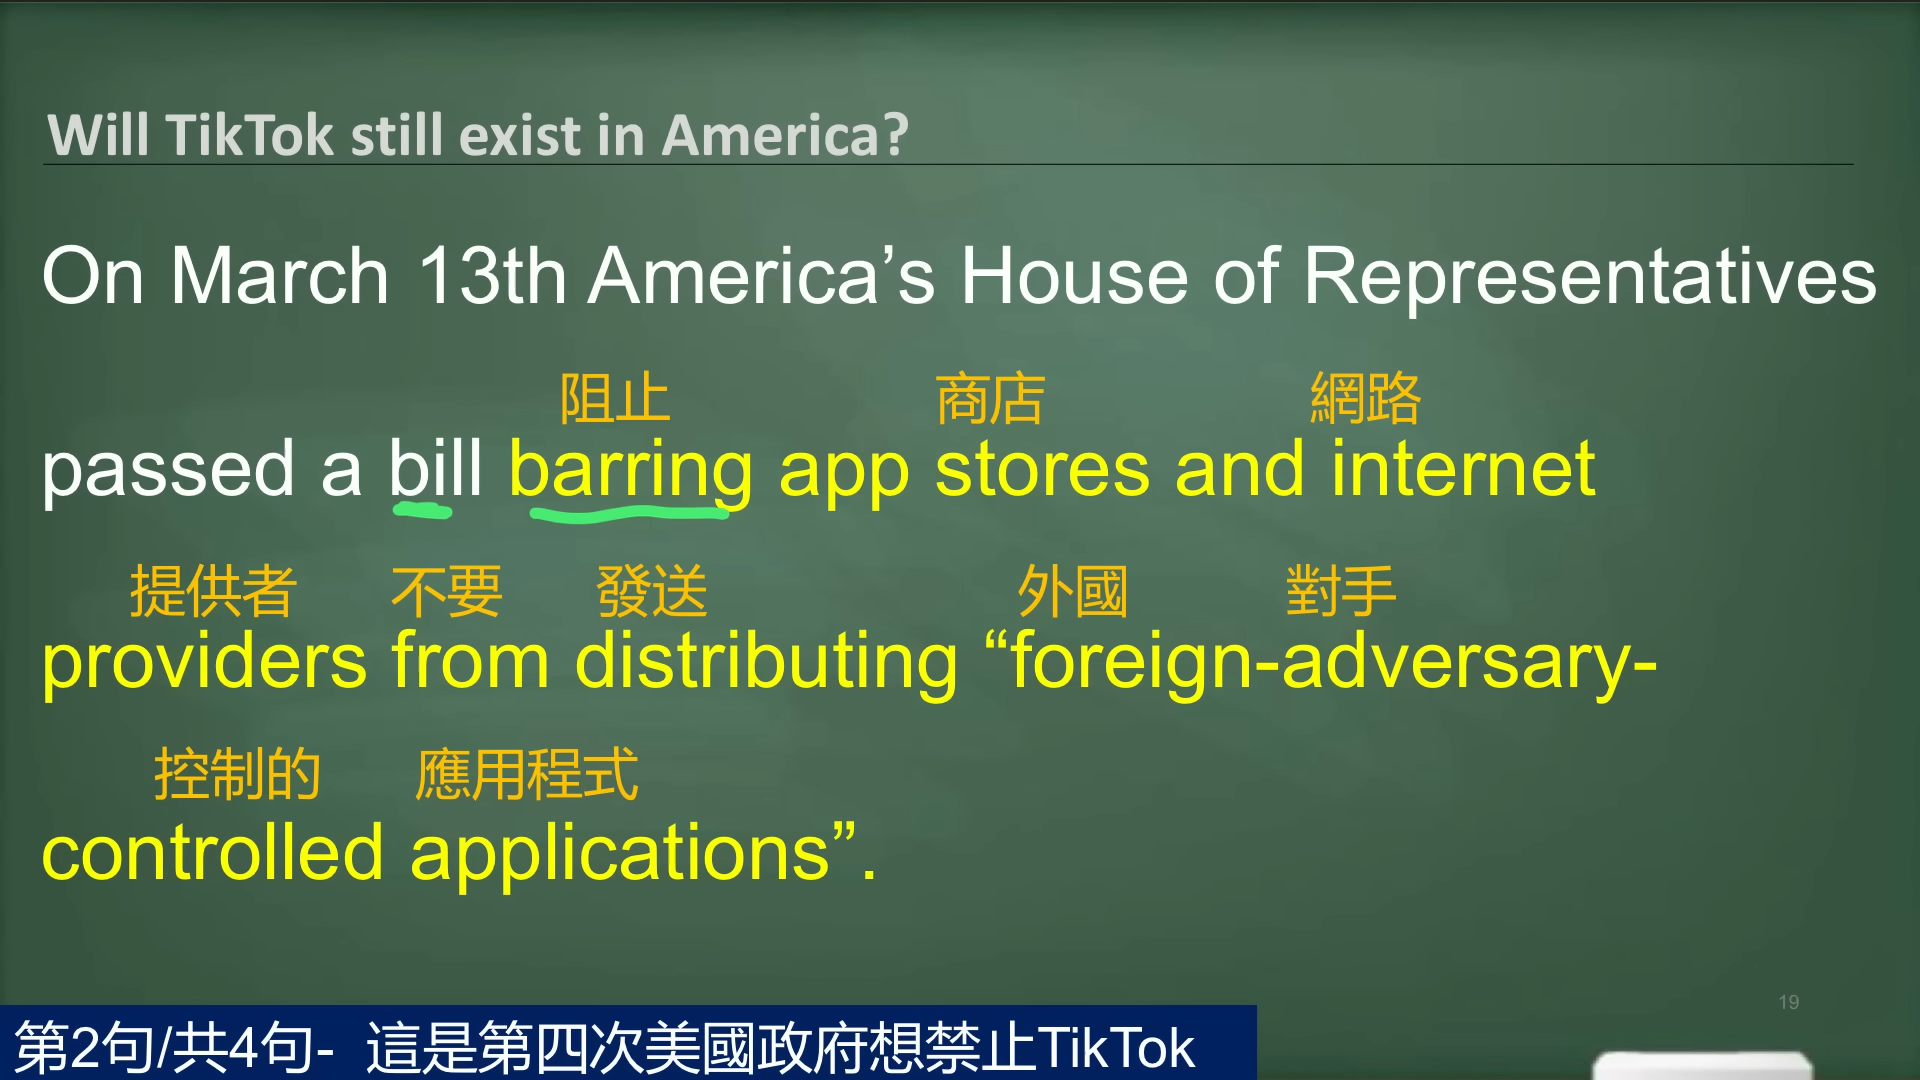 Will TikTok still exist in America?
On March 13th America’s House of Representatives
阻止 商店 網路
passed a bill barring app stores and internet
提供者 不要 發送 外國 對手
providers from distributing “foreign-adversary-
控制的 應用程式
controlled applications”.
19
第2句/共4句- 這是第四次美國政府想禁止TikTok